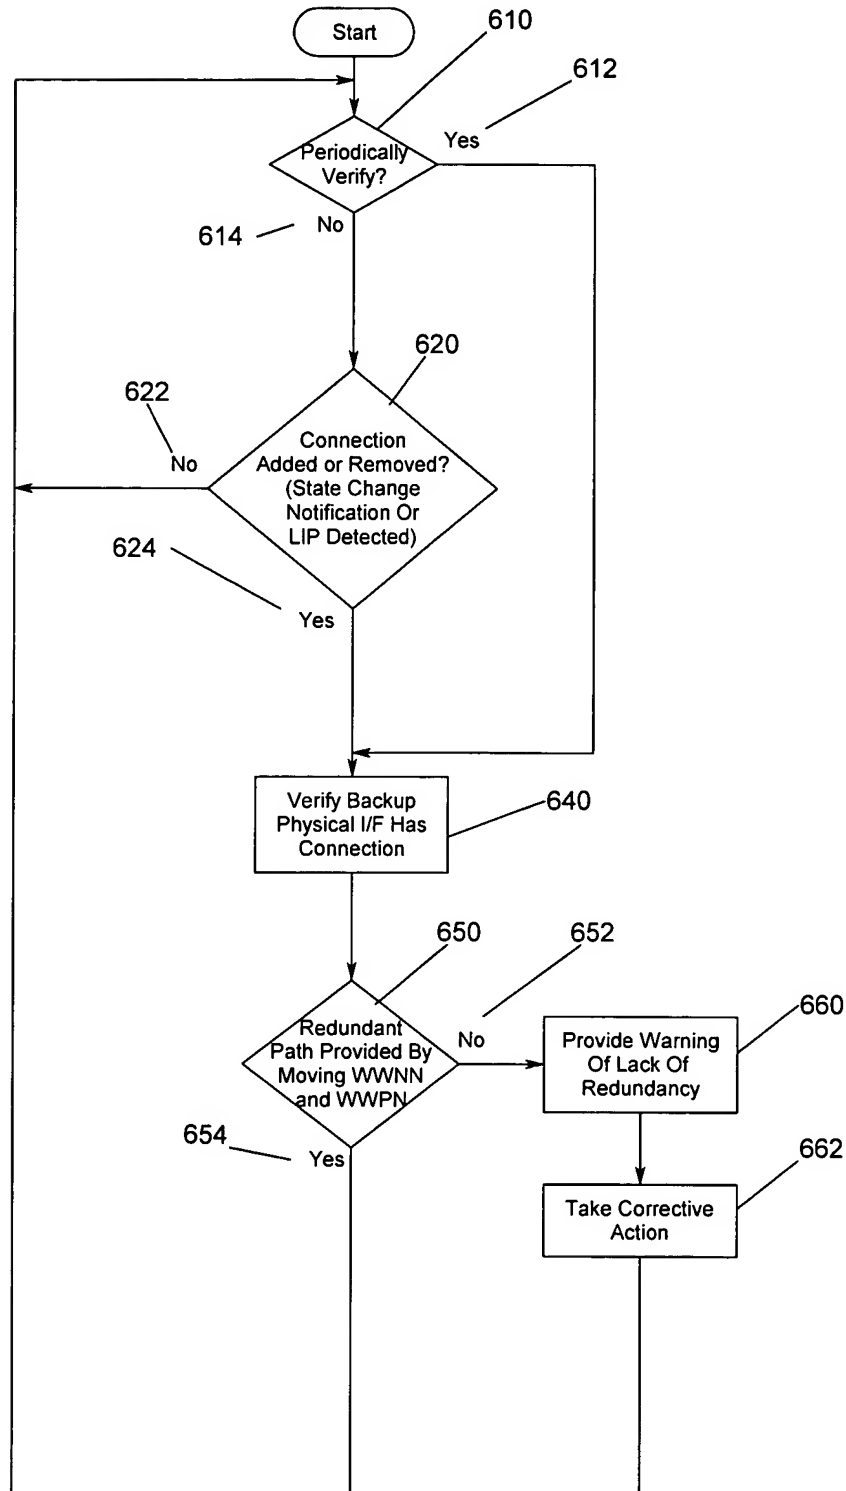 Start
610
612
Periodically
Verify?
Yes
614
No
620
622
Connection
Added or Removed?
(State Change
Notification Or
LIP Detected)
No
624
Yes
Verify Backup
Physical I/F Has
Connection
640
650
652
Redundant
Path Provided By
Moving WWNN
and WWPN
No
660
Provide Warning
Of Lack Of
Redundancy
654
Yes
662
Take Corrective
Action